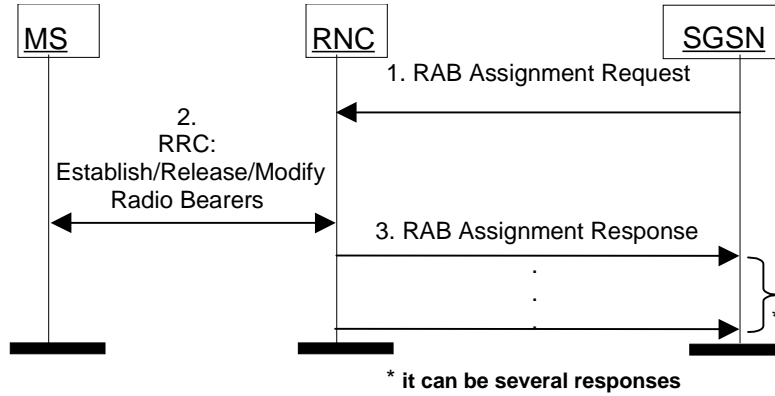 MS
RNC
SGSN
1. RAB Assignment Request
2.
RRC:
Establish/Release/Modify
Radio Bearers
3. RAB Assignment Response
.
.
.
*
* it can be several responses